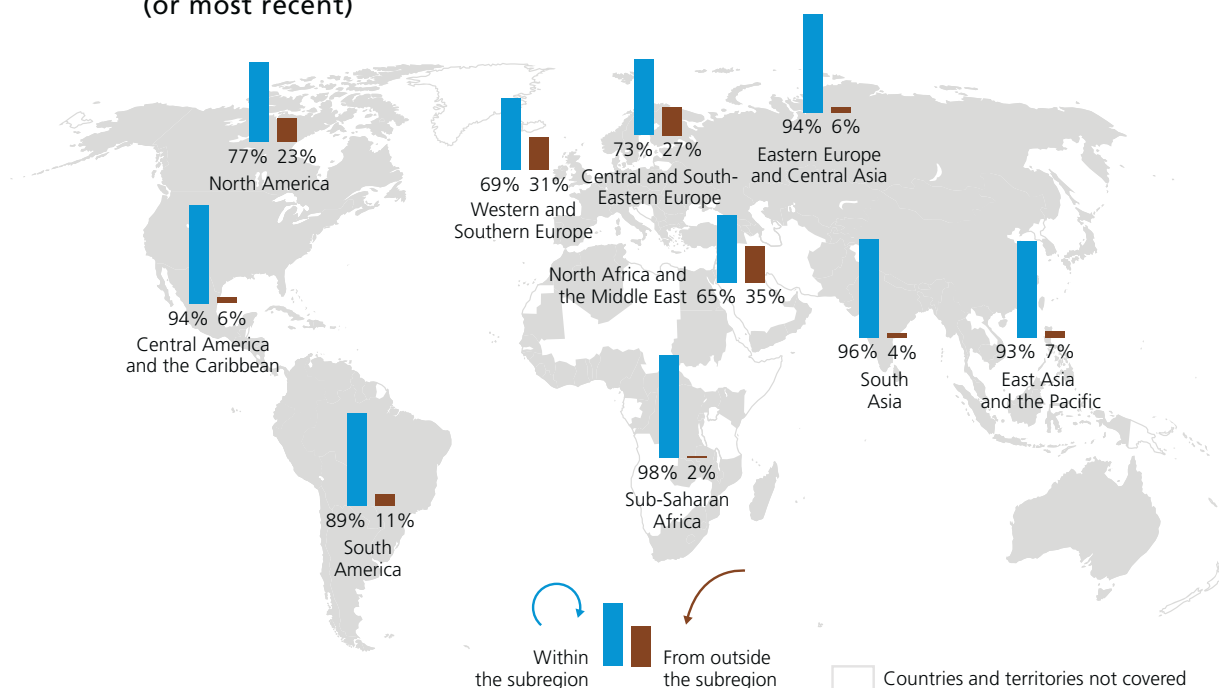 (or most recent)
94% 6%
Eastern Europe
and Central Asia
77% 23%
North America
73% 27%
Central and South-
Eastern Europe
69% 31%
Western and
Southern Europe
North Africa and
the Middle East 65% 35%
94% 6%
Central America
and the Caribbean
96% 4%
South
Asia
93% 7%
East Asia
and the Pacific
98% 2%
Sub-Saharan
Africa
89% 11%
South
America
Within
the subregion
From outside
the subregion
Countries and territories not covered